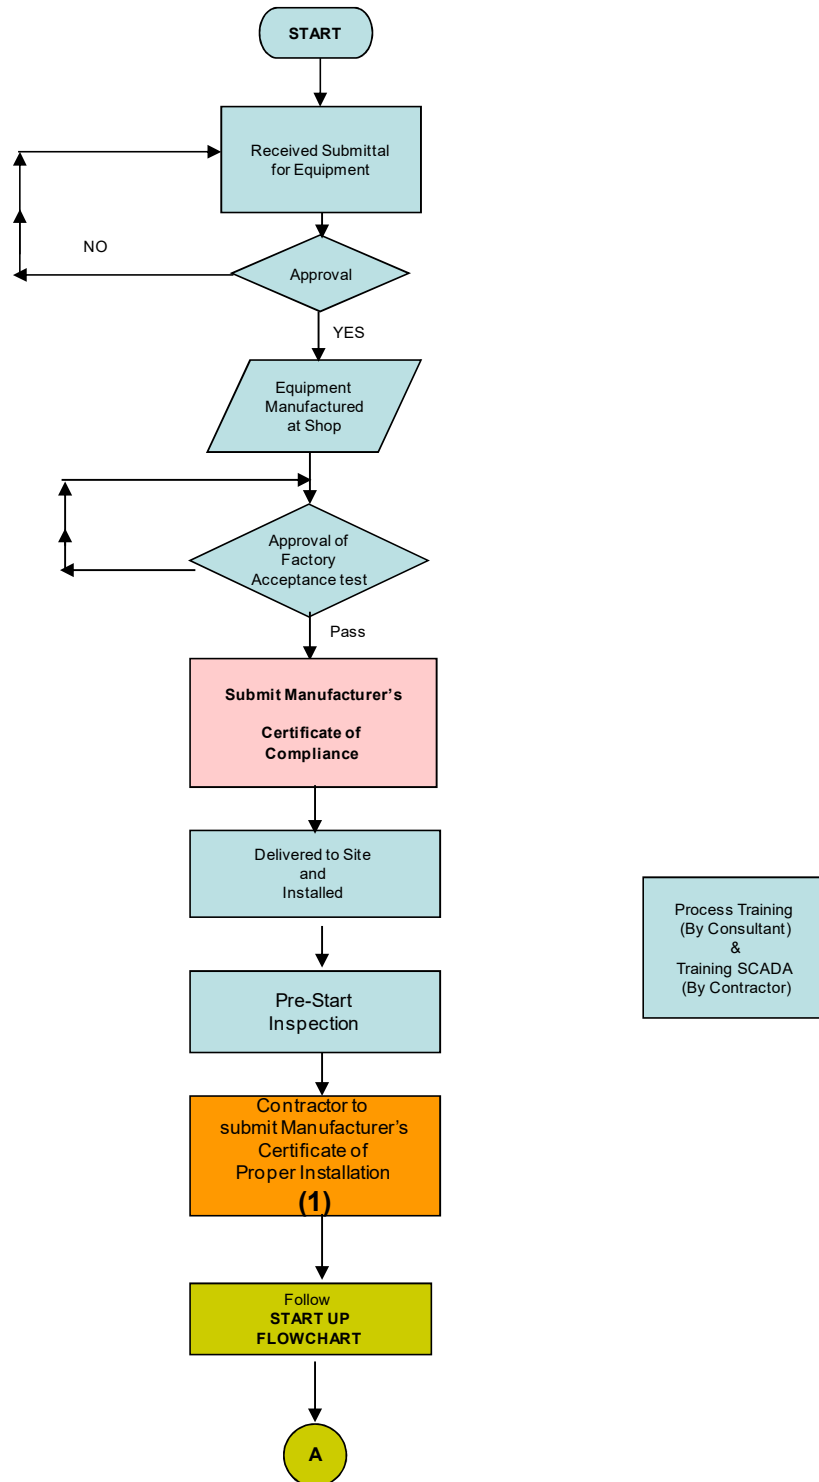 START
Received Submittal
for Equipment
NO
Approval
YES
Equipment
Manufactured
at Shop
Approval of
Factory
Acceptance test
Pass
Submit Manufacturer’s
Certificate of
Compliance
Delivered to Site
and
Installed
Process Training
(By Consultant)
&
Training SCADA
(By Contractor)
Pre-Start
Inspection
Contractor to
submit Manufacturer’s
Certificate of
Proper Installation
(1)
Follow
START UP
FLOWCHART
A